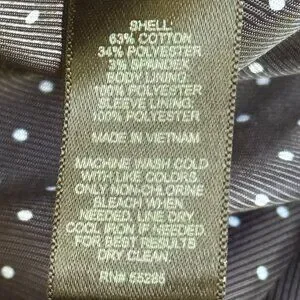 SHELL:
63% COTTON
34% POLYESTER
3% SPANDEX
BODY LINING:
100% POLYESTER
SLEEVE LINING:
100% POLYESTER
MADE IN VIETNAM
MACHINE WASH COLD
WITH LIKE COLORS.
ONLY NON-CHLORINE
BLEACH WHEN
NEEDED. LINE DRY.
COOL IRON IF NEEDED
FOR BEST RESULTS
DRY CLEAN.
RN# 55285